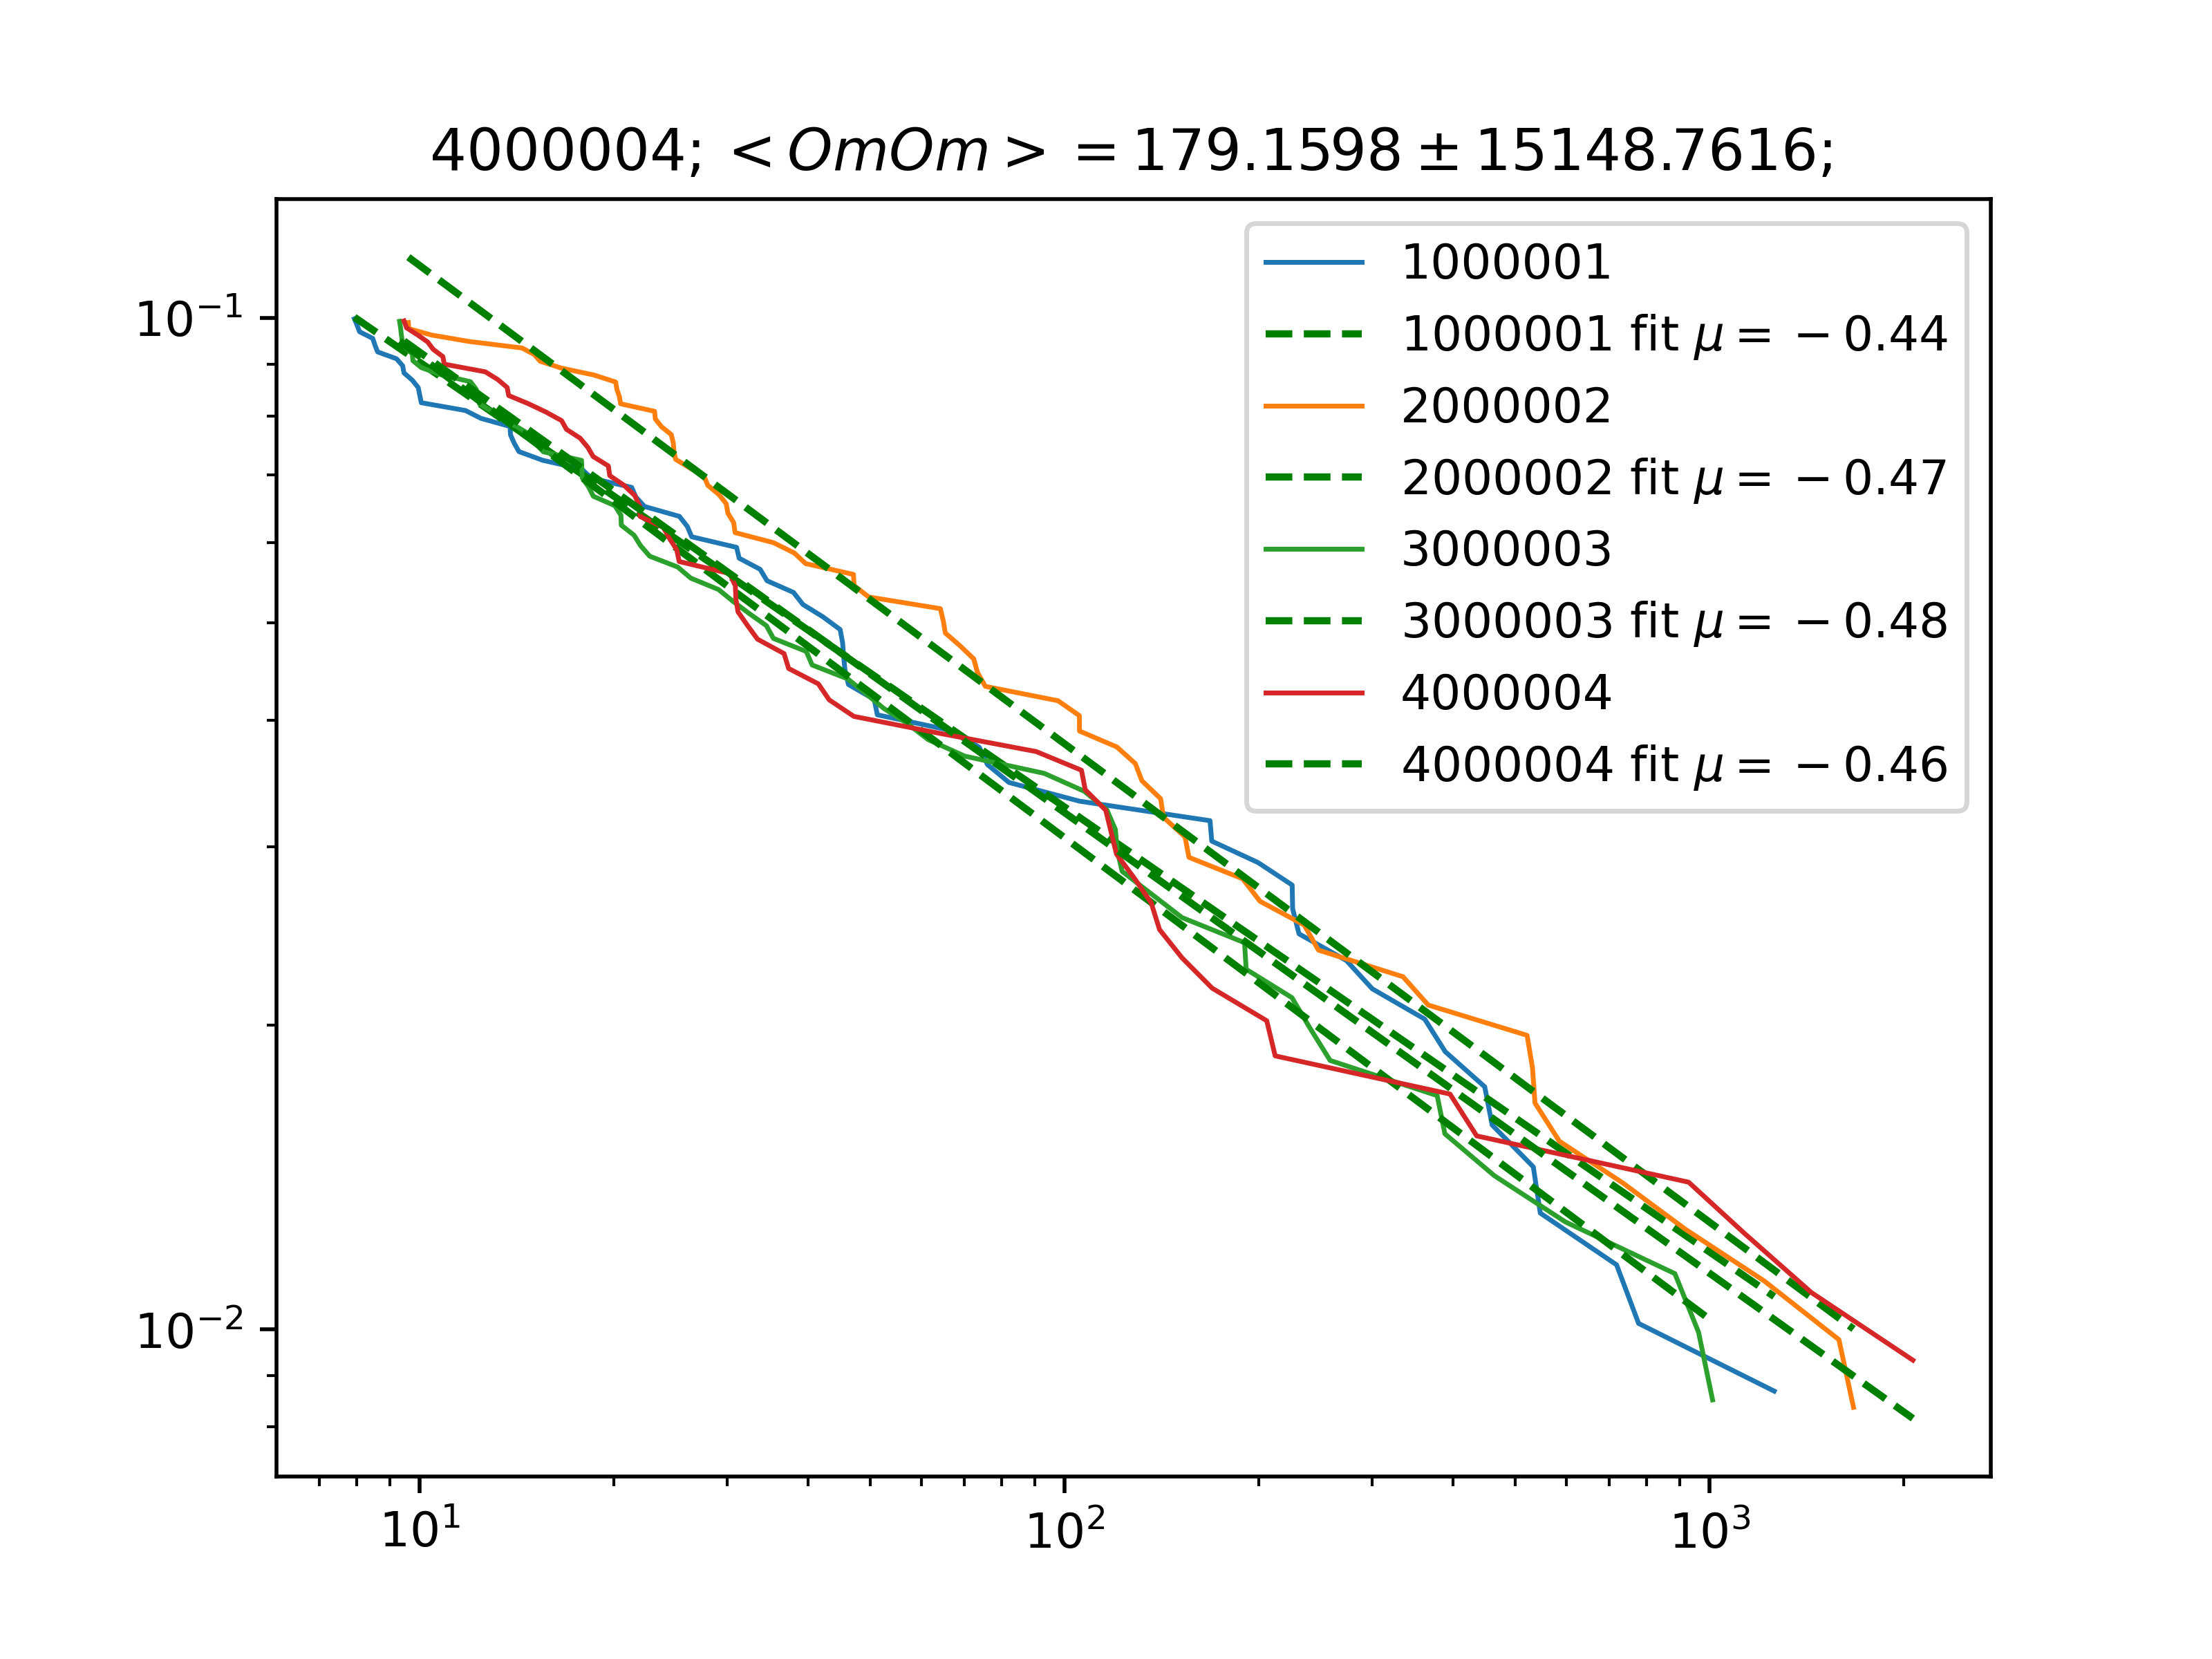 4000004; < OmOm > = 179.1598 ± 15148.7616;
1000001
1000001 fit μ = −0.44
2000002
2000002 fit μ = −0.47
3000003
3000003 fit μ = −0.48
4000004
4000004 fit μ = −0.46
10⁻¹
10⁻²
10¹ 10² 10³